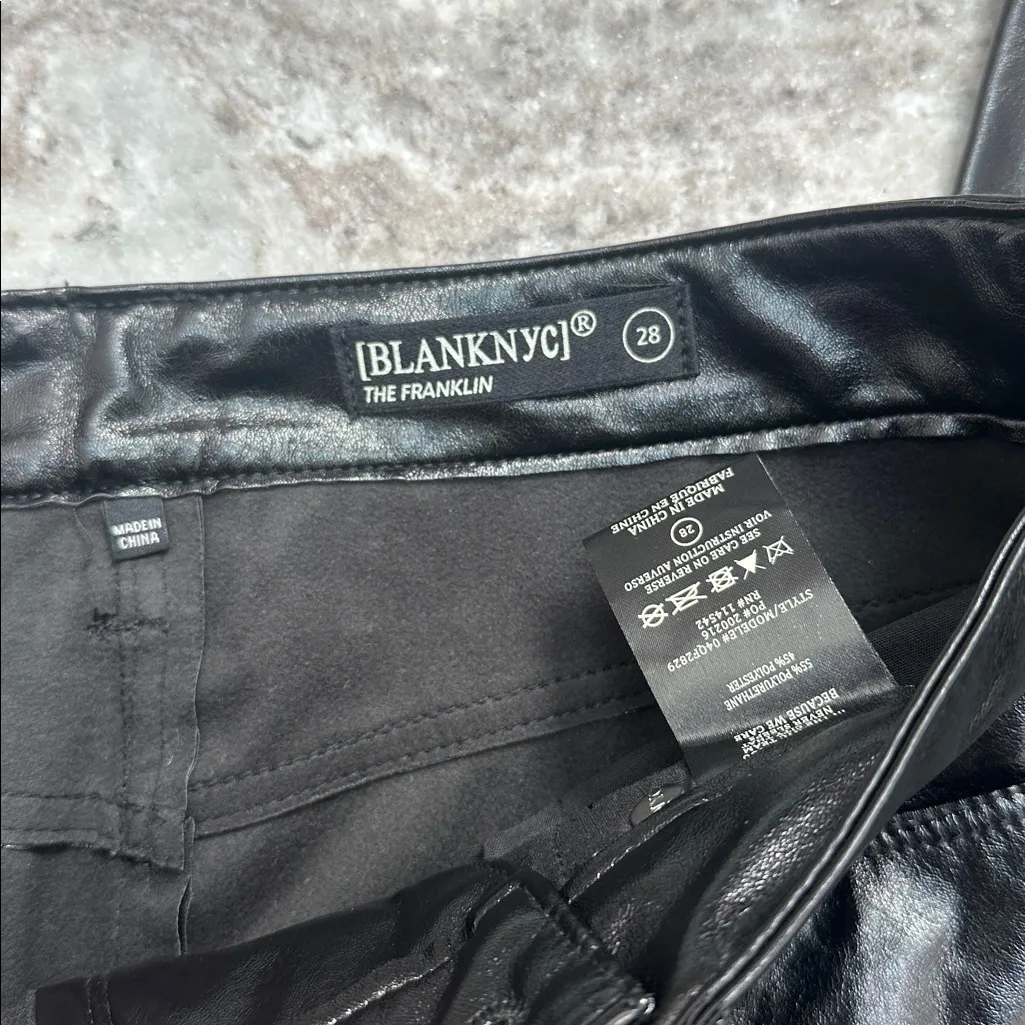 [BLANKNYC]®
THE FRANKLIN
28
MADE IN
CHINA
FABRIQUÉ EN CHINE
MADE IN CHINA
28
VOIR INSTRUCTION AUVERSO
SEE CARE ON REVERSE
STYLE/MODELE# 04QF2829
PO# 200216
RN# 114542
45% POLYESTER
55% POLYURETHANE
BECAUSE WE CARE